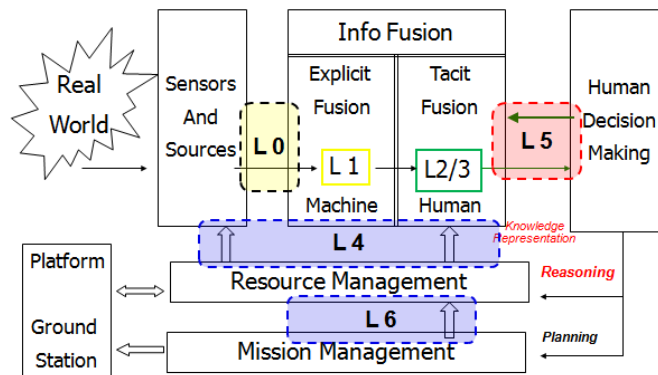 Real
World
Sensors
And
Sources
L 0
Info Fusion
Explicit
Fusion
L 1
Machine
Tacit
Fusion
L2/3
Human
L 5
Human
Decision
Making
Knowledge
Representation
L 4
Platform
Ground
Station
Resource Management
Reasoning
L 6
Mission Management
Planning